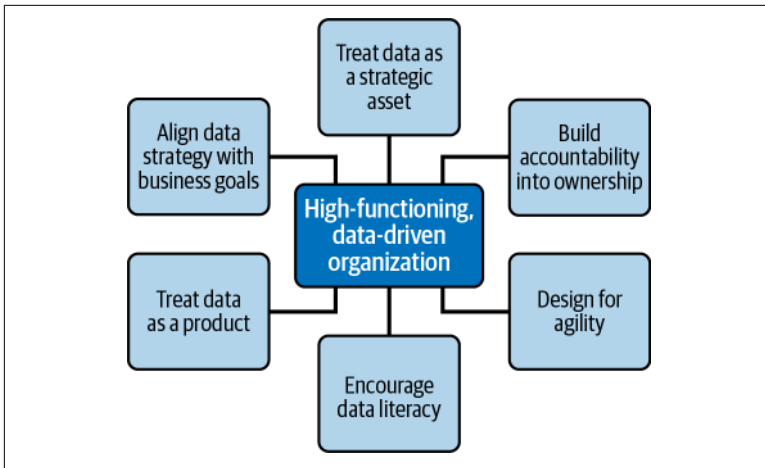 Treat data as
a strategic
asset
Align data
strategy with
business goals
Build
accountability
into ownership
High-functioning,
data-driven
organization
Treat data
as a product
Design for
agility
Encourage
data literacy